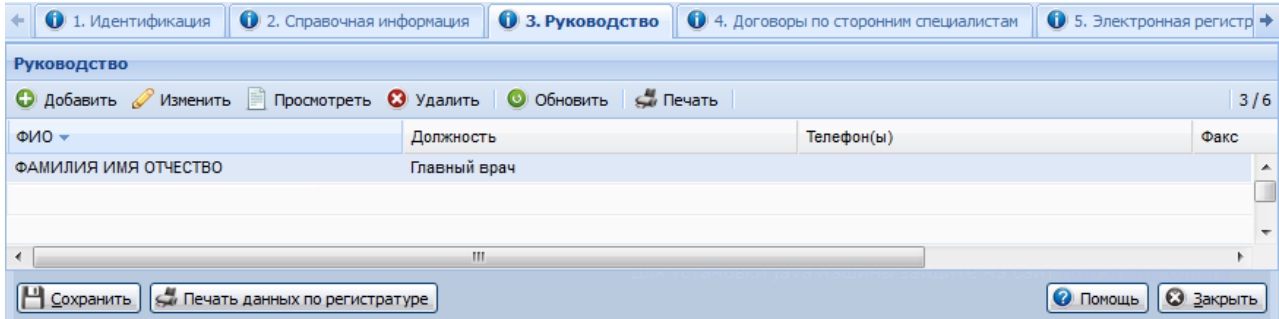 1. Идентификация 2. Справочная информация 3. Руководство 4. Договоры по сторонним специалистам 5. Электронная регистр
Руководство
Добавить Изменить Просмотреть Удалить Обновить Печать 3 / 6
ФИО Должность Телефон(ы) Факс
ФАМИЛИЯ ИМЯ ОТЧЕСТВО Главный врач
Сохранить Печать данных по регистратуре Помощь Закрыть